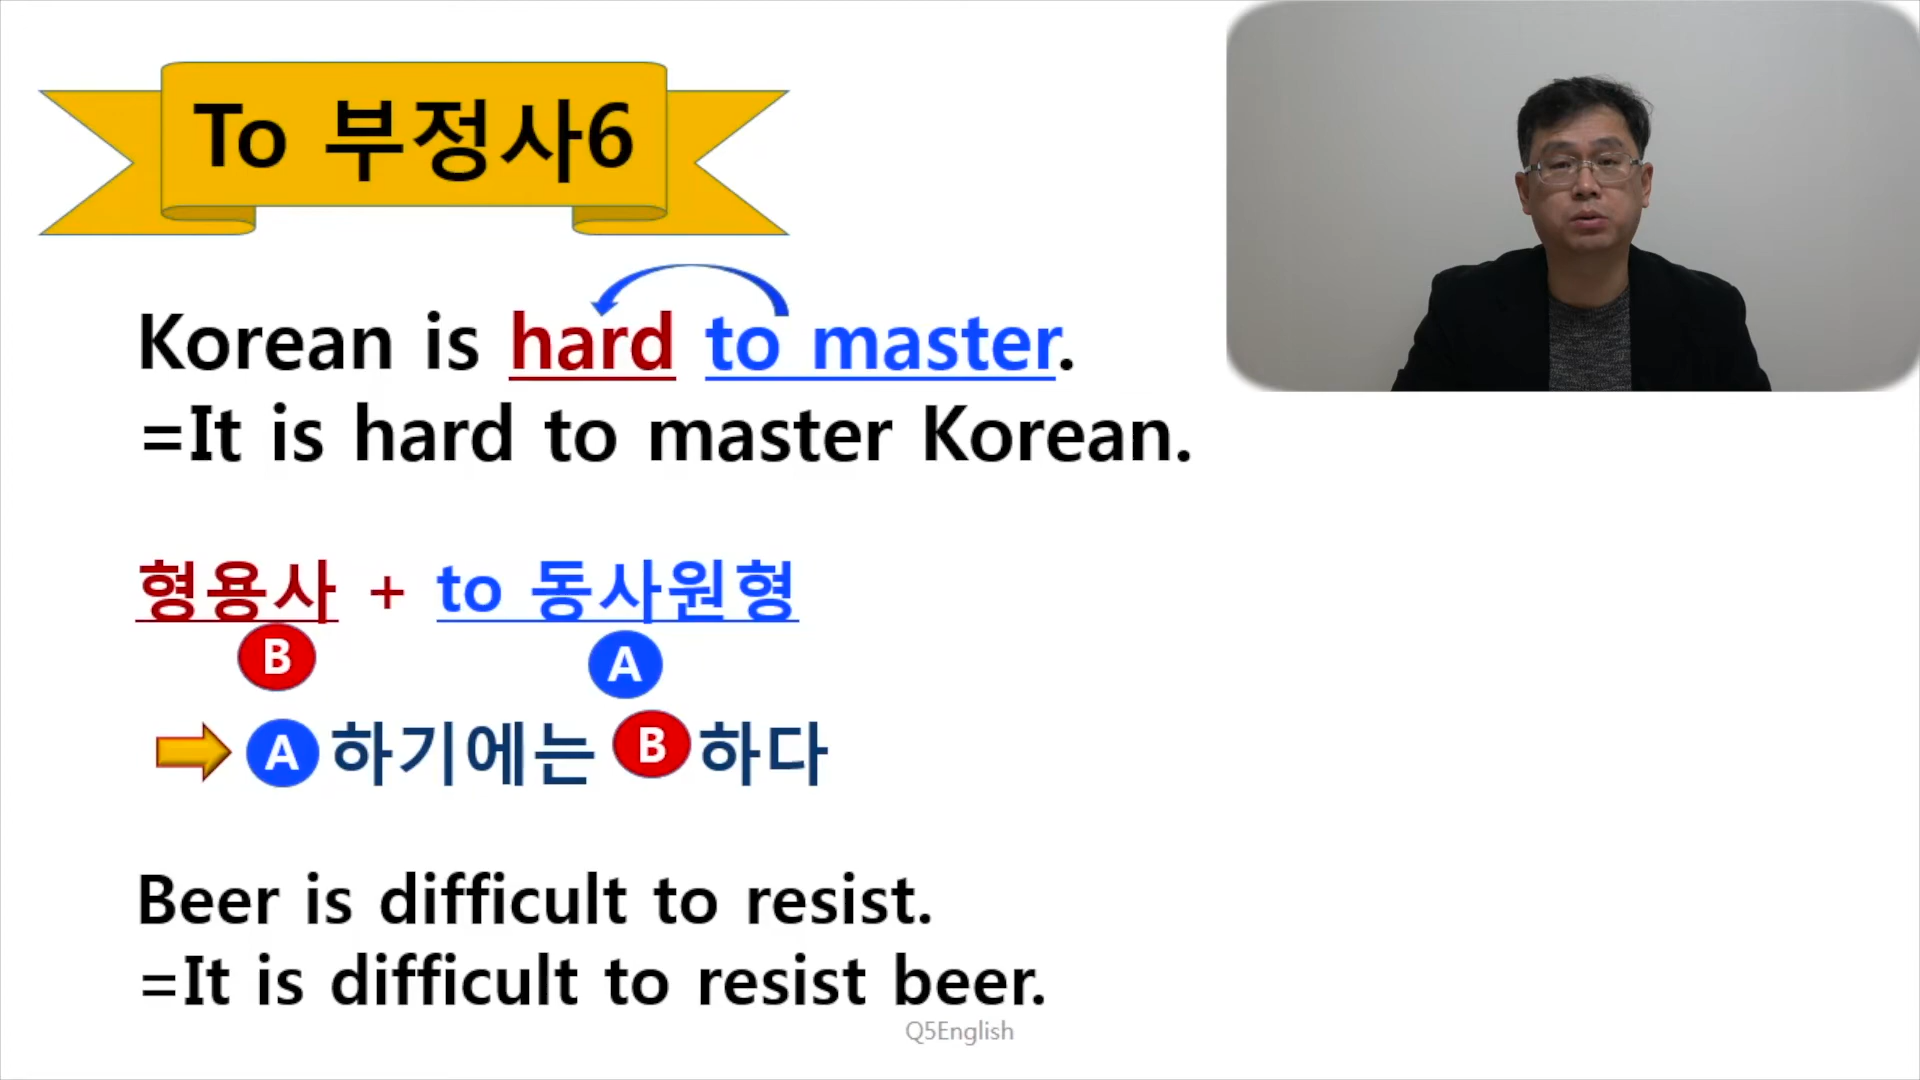 To 부정사6
Korean is hard to master.
=It is hard to master Korean.
형용사 + to 동사원형
B A
A 하기에는 B 하다
Beer is difficult to resist.
=It is difficult to resist beer.
Q5English